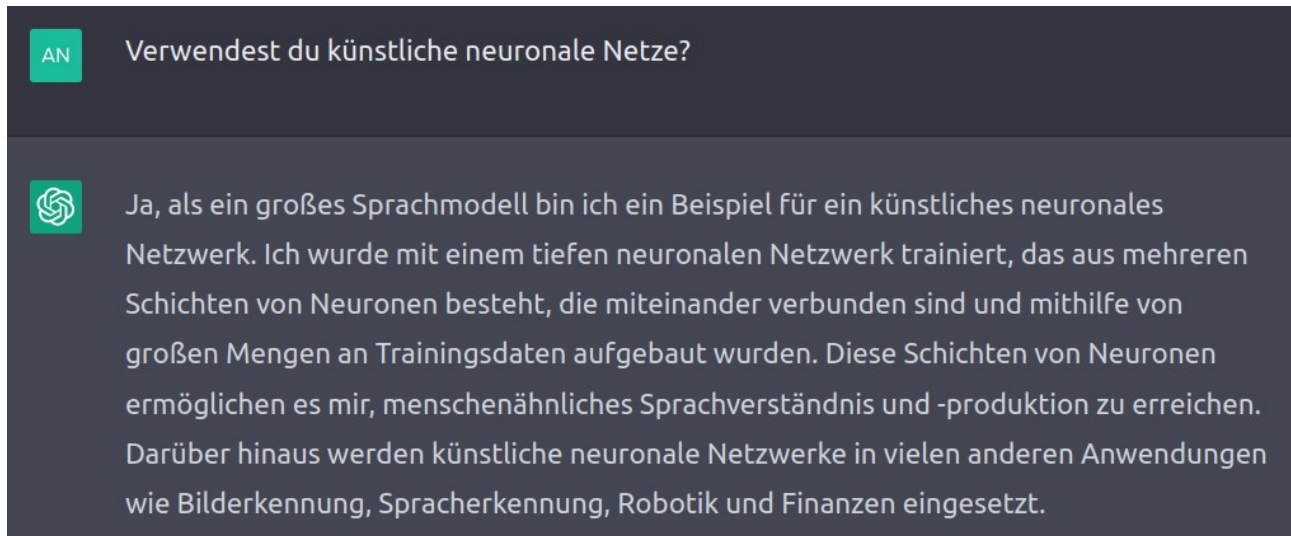 AN
Verwendest du künstliche neuronale Netze?
Ja, als ein großes Sprachmodell bin ich ein Beispiel für ein künstliches neuronales
Netzwerk. Ich wurde mit einem tiefen neuronalen Netzwerk trainiert, das aus mehreren
Schichten von Neuronen besteht, die miteinander verbunden sind und mithilfe von
großen Mengen an Trainingsdaten aufgebaut wurden. Diese Schichten von Neuronen
ermöglichen es mir, menschenähnliches Sprachverständnis und -produktion zu erreichen.
Darüber hinaus werden künstliche neuronale Netzwerke in vielen anderen Anwendungen
wie Bilderkennung, Spracherkennung, Robotik und Finanzen eingesetzt.